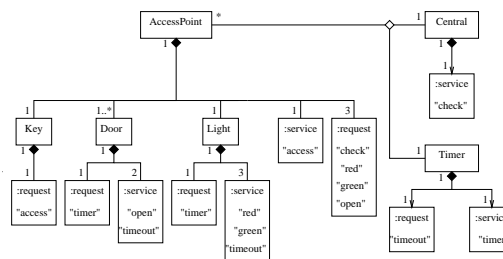 AccessPoint
*
1
Central
1
1
:service
"check"
1
1..*
1
1
3
Key
Door
Light
:service
"access"
:request
"check"
"red"
"green"
"open"
1
1
1
1
Timer
1
1
1
2
1
3
:request
"access"
:request
"timer"
:service
"open"
"timeout"
:request
"timer"
:service
"red"
"green"
"timeout"
1
1
:request
"timeout"
:service
"timer"